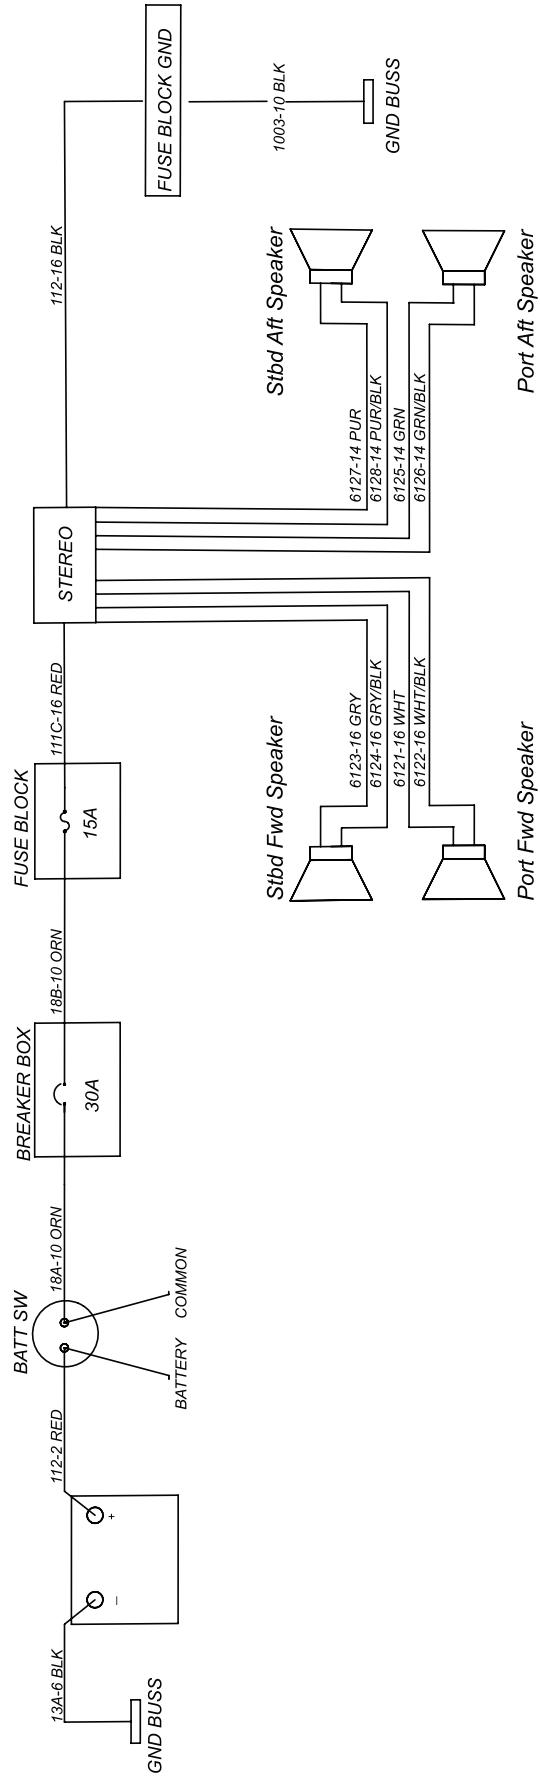 GND BUSS
13A-6 BLK
–
+
112-2 RED
BATT SW
BATTERY
COMMON
18A-10 ORN
BREAKER BOX
30A
18B-10 ORN
FUSE BLOCK
15A
111C-16 RED
STEREO
112-16 BLK
FUSE BLOCK GND
1003-10 BLK
GND BUSS
Stbd Fwd Speaker
6123-16 GRY
6124-16 GRY/BLK
6121-16 WHT
6122-16 WHT/BLK
Port Fwd Speaker
Stbd Aft Speaker
6127-14 PUR
6128-14 PUR/BLK
6125-14 GRN
6126-14 GRN/BLK
Port Aft Speaker